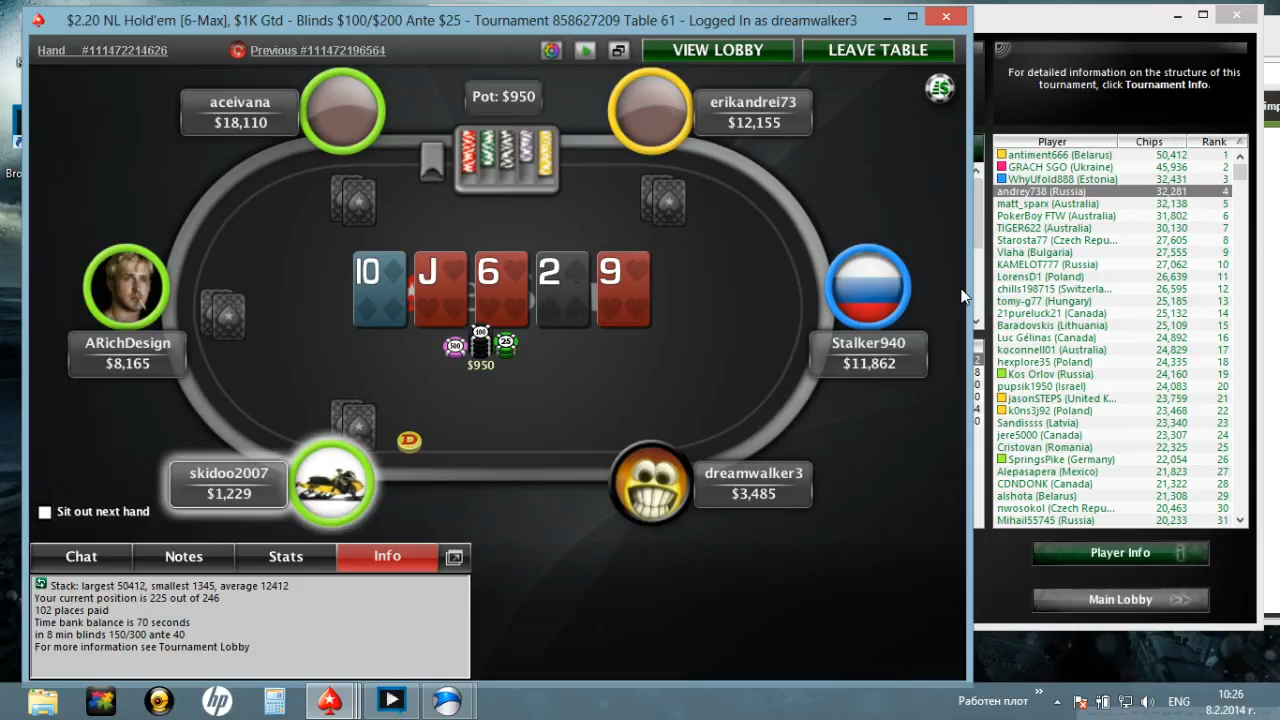 $2.20 NL Hold'em [6-Max], $1K Gtd - Blinds $100/$200 Ante $25 - Tournament 858627209 Table 61 - Logged In as dreamwalker3
Hand #111472214626
Previous #111472196564
VIEW LOBBY
LEAVE TABLE
aceivana
$18,110
Pot: $950
erikandrei73
$12,155
10 J 6 2 9
500 100 25
$950
ARichDesign
$8,165
Stalker940
$11,862
D
skidoo2007
$1,229
dreamwalker3
$3,485
Sit out next hand
Chat Notes Stats Info
Stack: largest 50412, smallest 1345, average 12412
Your current position is 225 out of 246
102 places paid
Time bank balance is 70 seconds
in 8 min blinds 150/300 ante 40
For more information see Tournament Lobby
For detailed information on the structure of this
tournament, click Tournament Info.
Player Chips Rank
antiment666 (Belarus) 50,412 1
GRACH SGO (Ukraine) 45,936 2
WhyUfold888 (Estonia) 32,431 3
andrey738 (Russia) 32,281 4
matt_sparx (Australia) 32,138 5
PokerBoy FTW (Australia) 31,802 6
TIGER622 (Australia) 30,130 7
Starosta77 (Czech Repu... 27,605 8
Vlaha (Bulgaria) 27,605 9
KAMELOT777 (Russia) 27,062 10
LorensD1 (Poland) 26,639 11
chills198715 (Switzerla... 26,595 12
tomy-g77 (Hungary) 25,185 13
21pureluck21 (Canada) 25,162 14
Baradovskis (Lithuania) 25,109 15
Luc Gélinas (Canada) 24,892 16
koconnell01 (Australia) 24,829 17
hexplore35 (Poland) 24,335 18
Kos Orlov (Russia) 24,160 19
pupsik1950 (Israel) 24,083 20
jasonSTEPS (United K... 23,759 21
k0ns3j92 (Poland) 23,468 22
Sandissss (Latvia) 23,340 23
jere5000 (Canada) 23,307 24
Cristovan (Romania) 22,325 25
SpringsPike (Germany) 22,054 26
Alepasapera (Mexico) 21,823 27
CDNDONK (Canada) 21,322 28
alshota (Belarus) 21,308 29
nwosokol (Czech Repu... 20,463 30
Mihail55745 (Russia) 20,233 31
Player Info
Main Lobby
Работен плот
ENG
10:26
8.2.2014 г.